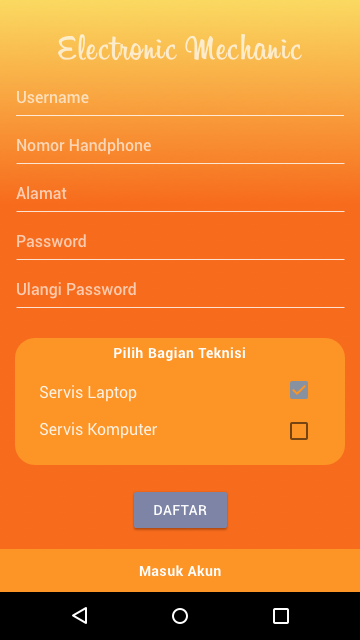 Electronic Mechanic
Username
Nomor Handphone
Alamat
Password
Ulangi Password
Pilih Bagian Teknisi
Servis Laptop
Servis Komputer
DAFTAR
Masuk Akun